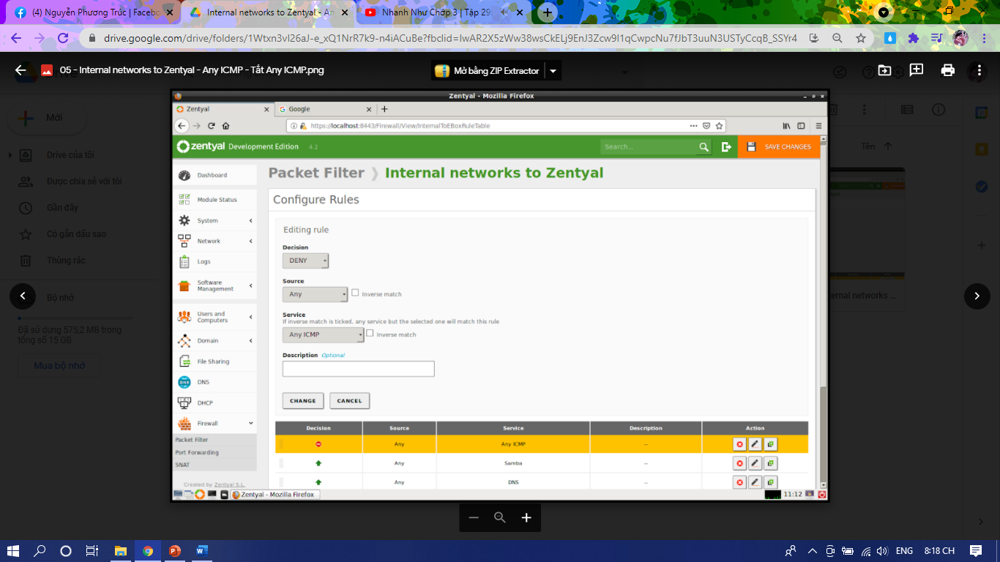 (4) Nguyễn Phương Trúc | Facebo
Internal networks to Zentyal - An
Nhanh Như Chớp 3 | Tập 29
drive.google.com/drive/folders/1Wtxn3vI26aJ-e_xQ1NrR7k9-n4iACuBe?fbclid=IwAR2X5zWw38wsCkELj9EnJ3Zcw9I1qCwpcNu7fJbT3uuN3USTyCcqB_SSYr4
05 - Internal networks to Zentyal - Any ICMP - Tắt Any ICMP.png
Mở bằng ZIP Extractor
Mới
Drive của tôi
Được chia sẻ với tôi
Gần đây
Có gắn dấu sao
Thùng rác
Bộ nhớ
Đã sử dụng 575,2 MB trong
tổng số 15 GB
Mua bộ nhớ
Tên
ernal networks ...
Zentyal - Mozilla Firefox
Zentyal
Google
https://localhost:8443/Firewall/View/InternalToEBoxRuleTable
zentyal Development Edition 4.2
Search...
SAVE CHANGES
Dashboard
Module Status
System
Network
Logs
Software
Management
Users and
Computers
Domain
File Sharing
DNS
DHCP
Firewall
Packet Filter
Port Forwarding
SNAT
Created by Zentyal S.L.
Packet Filter Internal networks to Zentyal
Configure Rules
Editing rule
Decision
DENY
Source
Any Inverse match
Service
If inverse match is ticked, any service but the selected one will match this rule
Any ICMP Inverse match
Description Optional
CHANGE CANCEL
Decision Source Service Description Action
Any Any ICMP --
Any Samba --
Any DNS --
Zentyal - Mozilla Firefox
11:12
ENG 8:18 CH